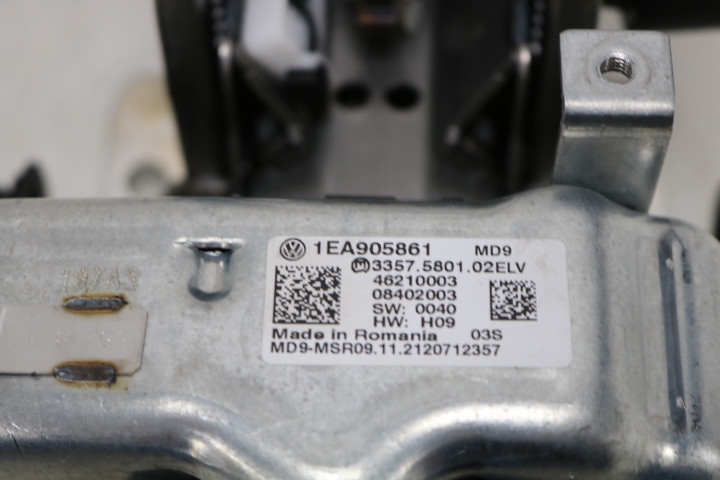 1EA905861 MD9
3357.5801.02ELV
46210003
08402003
SW: 0040
HW: H09
Made in Romania 03S
MD9-MSR09.11.2120712357